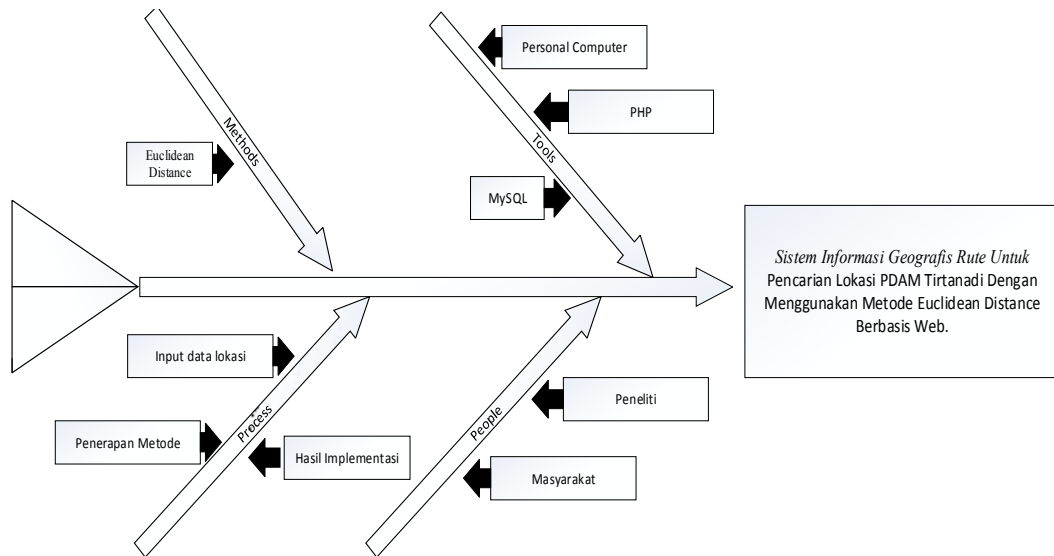 Personal Computer
PHP
Methods
Tools
Euclidean
Distance
MySQL
Sistem Informasi Geografis Rute Untuk
Pencarian Lokasi PDAM Tirtanadi Dengan
Menggunakan Metode Euclidean Distance
Berbasis Web.
Input data lokasi
Process
People
Peneliti
Penerapan Metode
Hasil Implementasi
Masyarakat